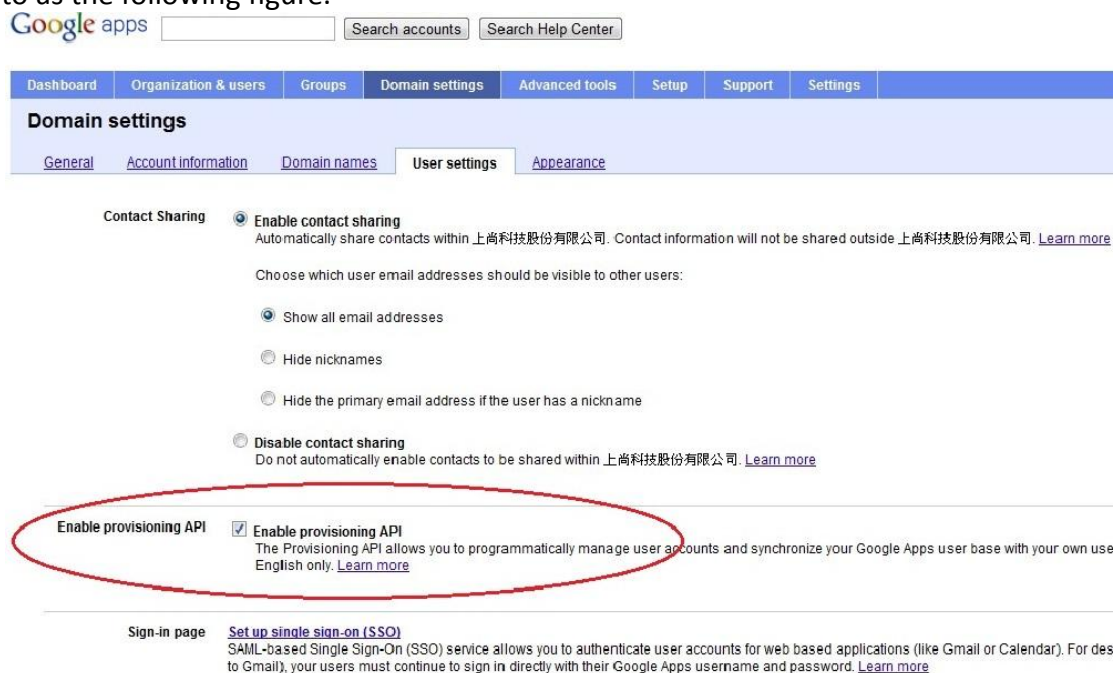 to as the following figure.
Google apps Search accounts Search Help Center
Dashboard Organization & users Groups Domain settings Advanced tools Setup Support Settings
Domain settings
General Account information Domain names User settings Appearance
Contact Sharing Enable contact sharing
Automatically share contacts within 上尚科技股份有限公司. Contact information will not be shared outside 上尚科技股份有限公司. Learn more
Choose which user email addresses should be visible to other users:
Show all email addresses
Hide nicknames
Hide the primary email address if the user has a nickname
Disable contact sharing
Do not automatically enable contacts to be shared within 上尚科技股份有限公司. Learn more
Enable provisioning API Enable provisioning API
The Provisioning API allows you to programmatically manage user accounts and synchronize your Google Apps user base with your own use
English only. Learn more
Sign-in page Set up single sign-on (SSO)
SAML-based Single Sign-On (SSO) service allows you to authenticate user accounts for web based applications (like Gmail or Calendar). For des
to Gmail), your users must continue to sign in directly with their Google Apps username and password. Learn more